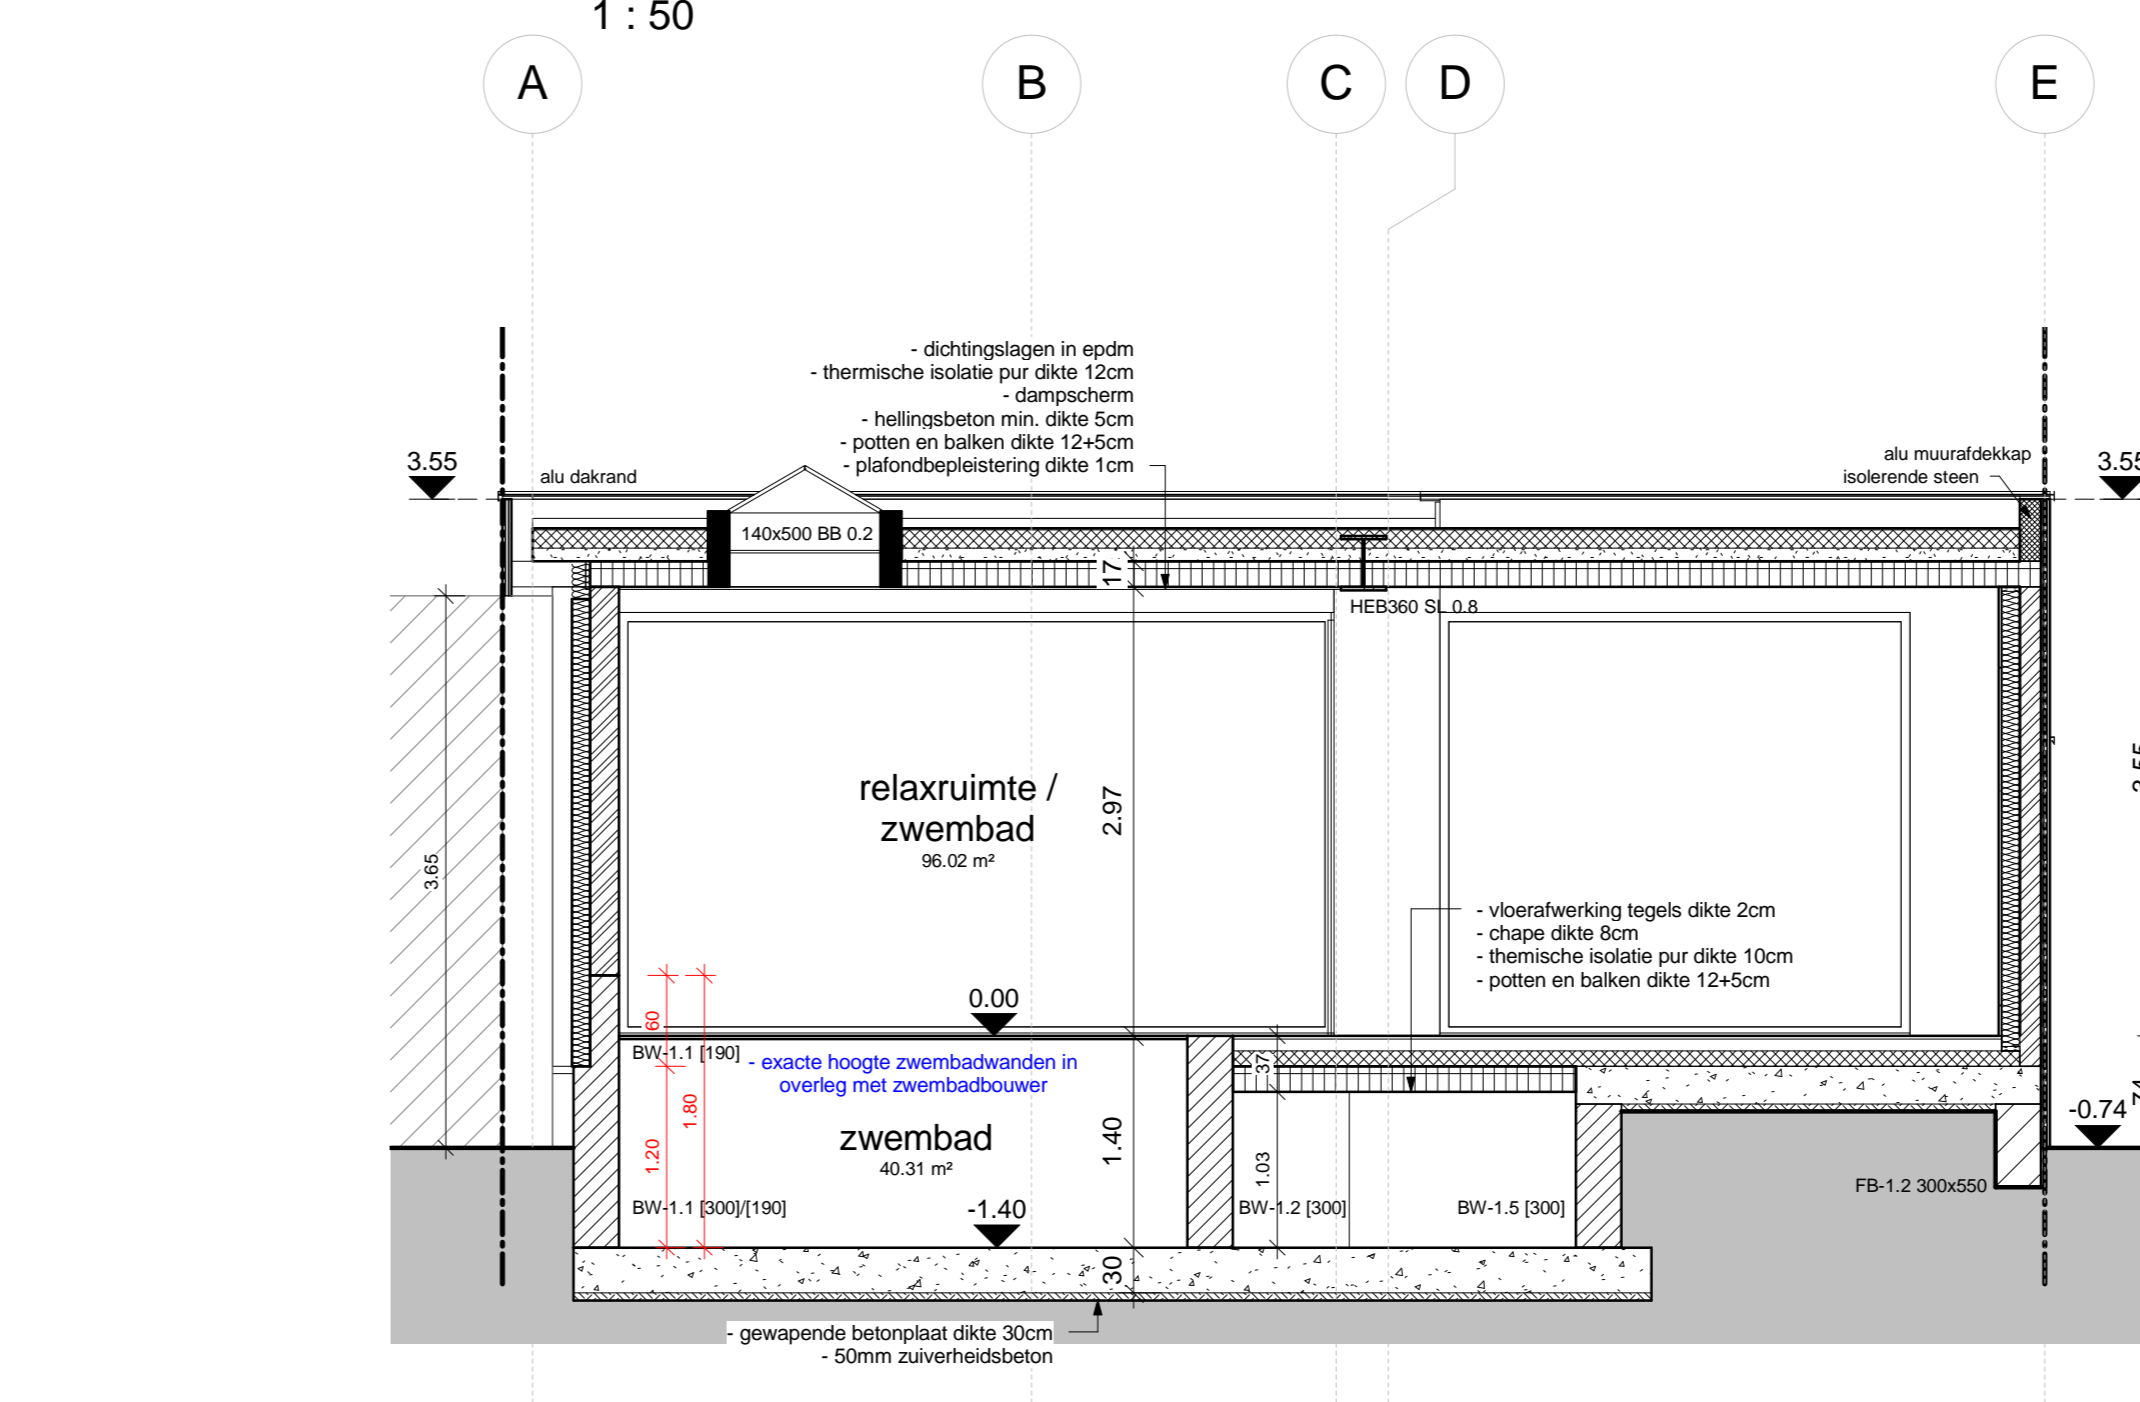 1 : 50
A
B
C
D
E
- dichtingslagen in epdm
- thermische isolatie pur dikte 12cm
- dampscherm
- hellingsbeton min. dikte 5cm
- potten en balken dikte 12+5cm
- plafondbepleistering dikte 1cm
3.55
alu dakrand
alu muurafdekkap
isolerende steen
3.55
140x500 BB 0.2
17
HEB360 SL 0.8
relaxruimte /
zwembad
96.02 m²
2.97
3.65
- vloerafwerking tegels dikte 2cm
- chape dikte 8cm
- themische isolatie pur dikte 10cm
- potten en balken dikte 12+5cm
0.00
60
BW-1.1 [190]
- exacte hoogte zwembadwanden in
overleg met zwembadbouwer
37
1.80
1.20
zwembad
40.31 m²
1.40
1.03
-0.74
BW-1.1 [300]/[190]
-1.40
BW-1.2 [300]
BW-1.5 [300]
FB-1.2 300x550
30
- gewapende betonplaat dikte 30cm
- 50mm zuiverheidsbeton